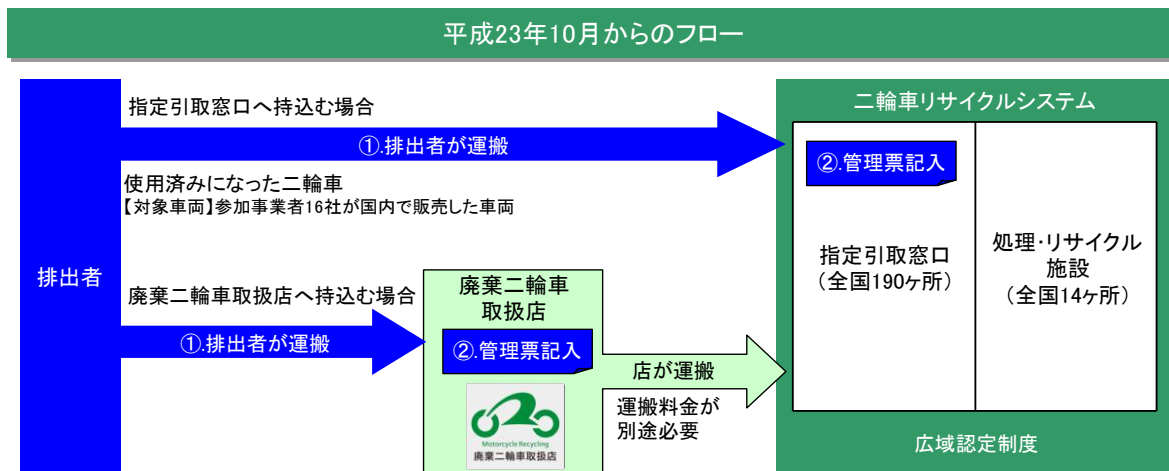 平成23年10月からのフロー
指定引取窓口へ持込む場合
①.排出者が運搬
使用済みになった二輪車
【対象車両】参加事業者16社が国内で販売した車両
排出者
廃棄二輪車取扱店へ持込む場合
①.排出者が運搬
廃棄二輪車
取扱店
②.管理票記入
Motorcycle Recycling
廃棄二輪車取扱店
店が運搬
運搬料金が
別途必要
二輪車リサイクルシステム
②.管理票記入
指定引取窓口
（全国190ヶ所）
処理・リサイクル
施設
（全国14ヶ所）
広域認定制度